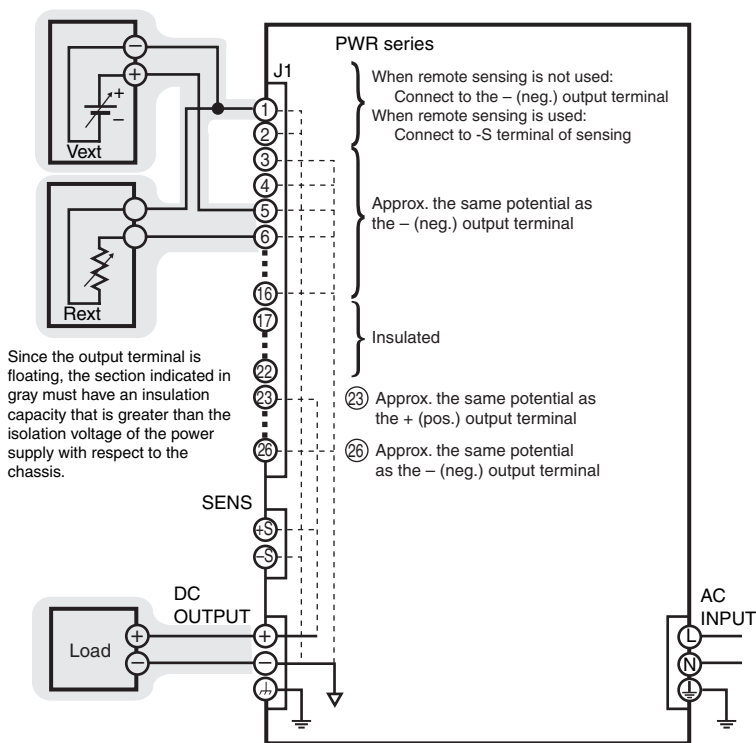 PWR series
J1
−
+
+
−
Vext
Rext
1
2
3
4
5
6
16
17
22
23
26
When remote sensing is not used:
Connect to the – (neg.) output terminal
When remote sensing is used:
Connect to -S terminal of sensing
Approx. the same potential as
the – (neg.) output terminal
Insulated
23 Approx. the same potential as
the + (pos.) output terminal
26 Approx. the same potential
as the – (neg.) output terminal
Since the output terminal is
floating, the section indicated in
gray must have an insulation
capacity that is greater than the
isolation voltage of the power
supply with respect to the
chassis.
SENS
+S
–S
DC
OUTPUT
Load
+
−
+
−
AC
INPUT
L
N